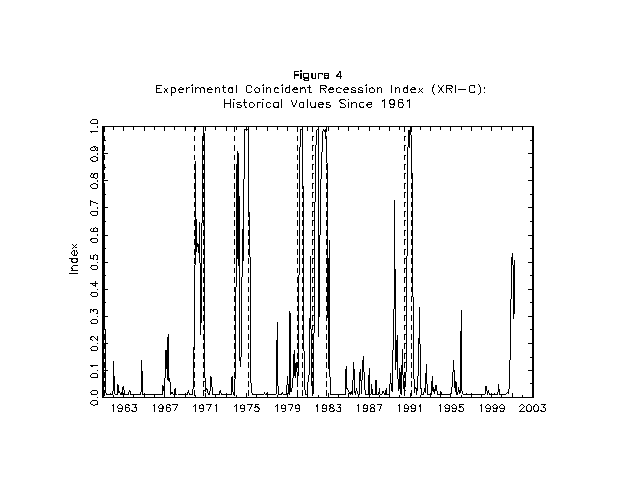 Figure 4
Experimental Coincident Recession Index (XRI-C):
Historical Values Since 1961
Index
1.0
0.9
0.8
0.7
0.6
0.5
0.4
0.3
0.2
0.1
0.0
1963 1967 1971 1975 1979 1983 1987 1991 1995 1999 2003